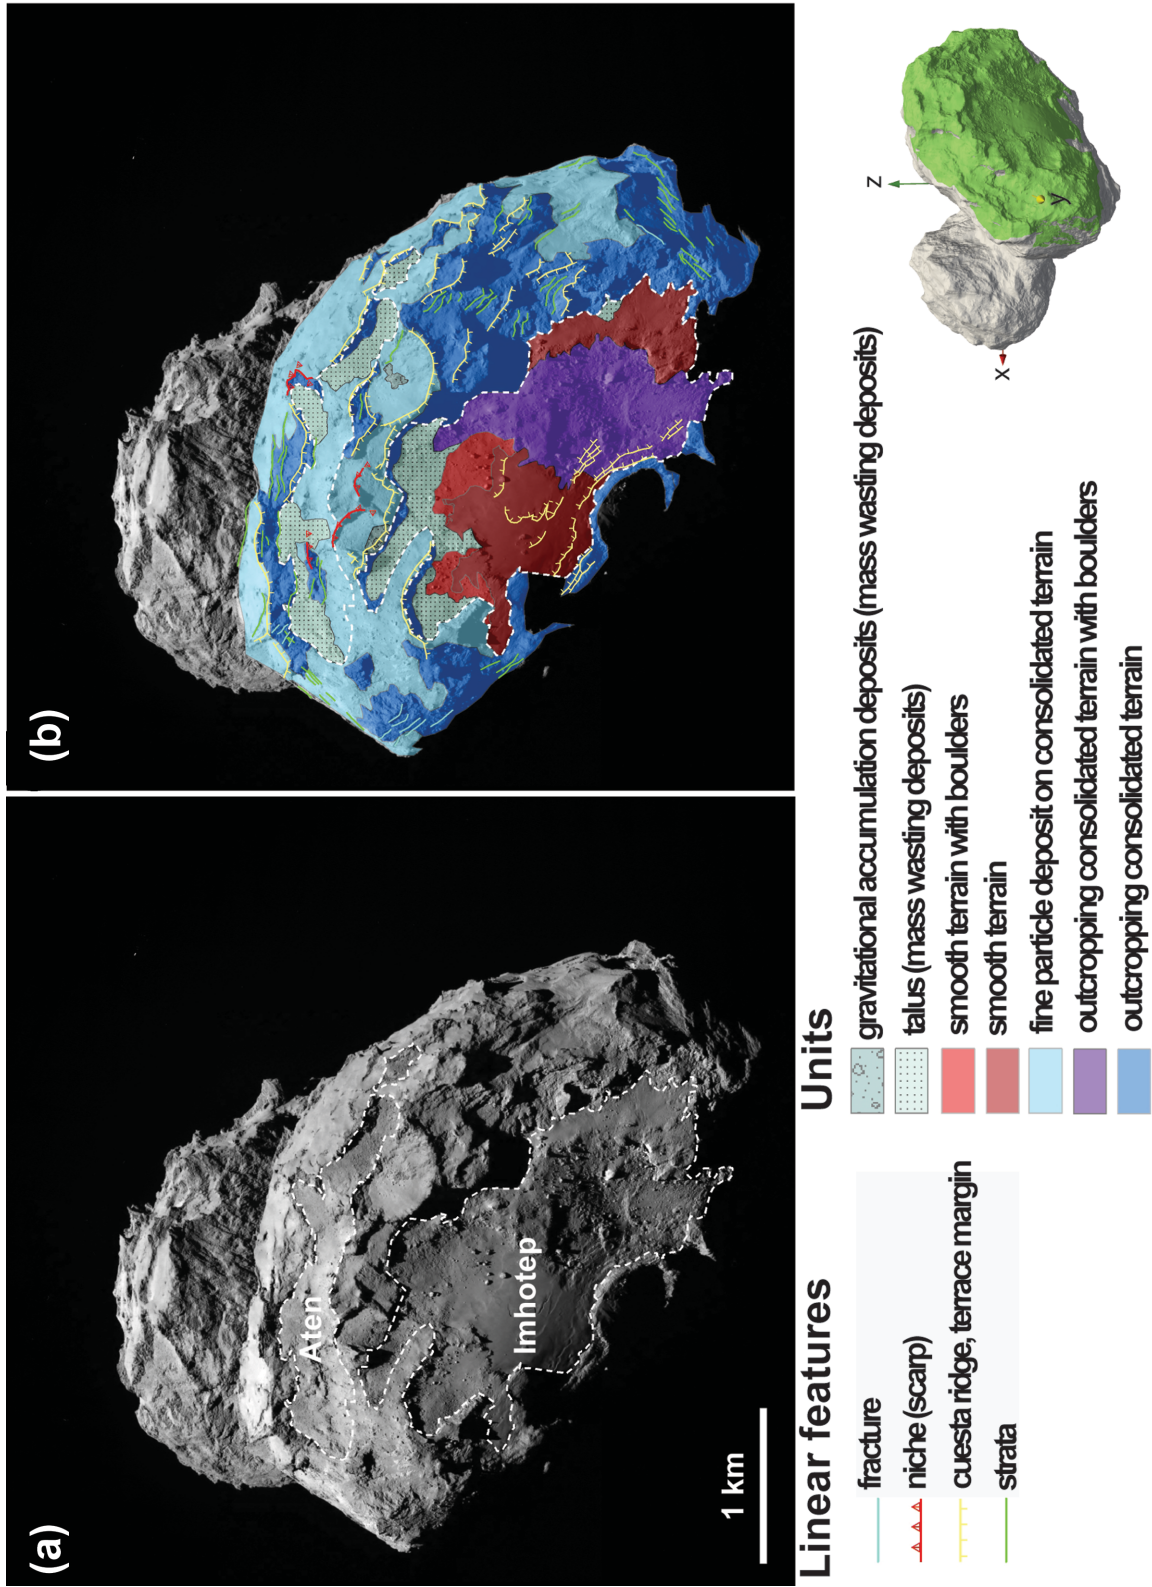 (a)
Aten
Imhotep
1 km
(b)
Linear features
fracture
niche (scarp)
cuesta ridge, terrace margin
strata
Units
gravitational accumulation deposits (mass wasting deposits)
talus (mass wasting deposits)
smooth terrain with boulders
smooth terrain
fine particle deposit on consolidated terrain
outcropping consolidated terrain with boulders
outcropping consolidated terrain
z
x
y